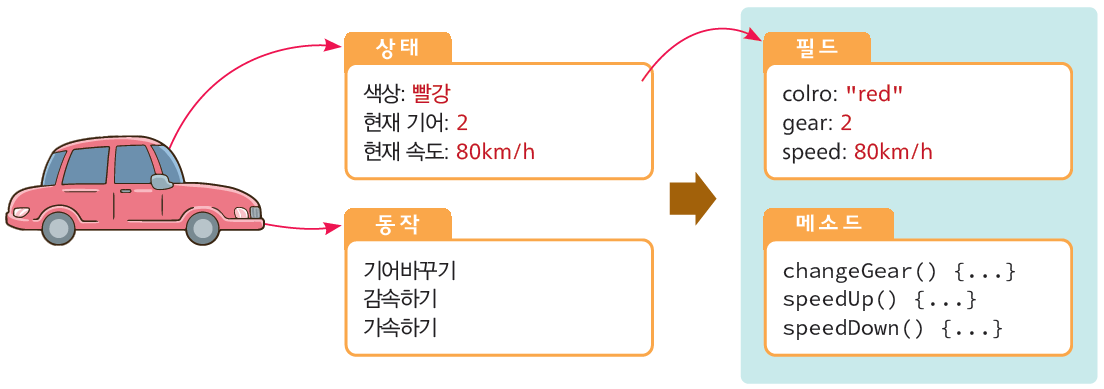 상태
색상: 빨강
현재 기어: 2
현재 속도: 80km/h
동작
기어바꾸기
감속하기
가속하기
필드
colro: "red"
gear: 2
speed: 80km/h
메소드
changeGear() {...}
speedUp() {...}
speedDown() {...}